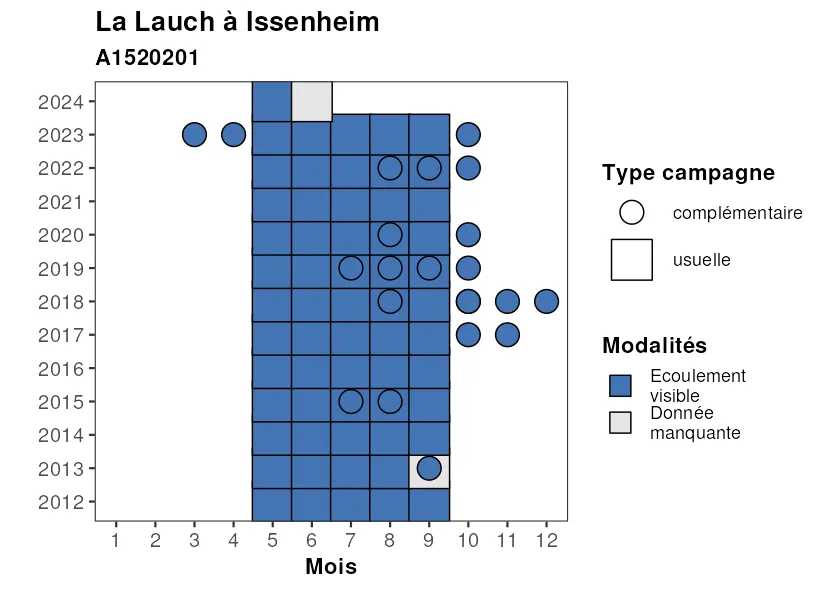 La Lauch à Issenheim
A1520201
2024
2023
2022
2021
2020
2019
2018
2017
2016
2015
2014
2013
2012
1 2 3 4 5 6 7 8 9 10 11 12
Mois
Type campagne
complémentaire
usuelle
Modalités
Ecoulement
visible
Donnée
manquante